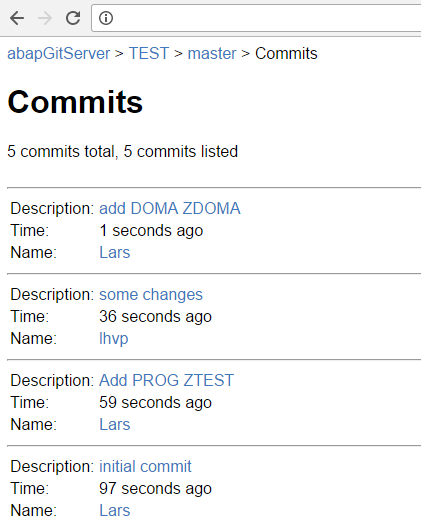 abapGitServer > TEST > master > Commits
Commits
5 commits total, 5 commits listed
Description: add DOMA ZDOMA
Time: 1 seconds ago
Name: Lars
Description: some changes
Time: 36 seconds ago
Name: lhvp
Description: Add PROG ZTEST
Time: 59 seconds ago
Name: Lars
Description: initial commit
Time: 97 seconds ago
Name: Lars